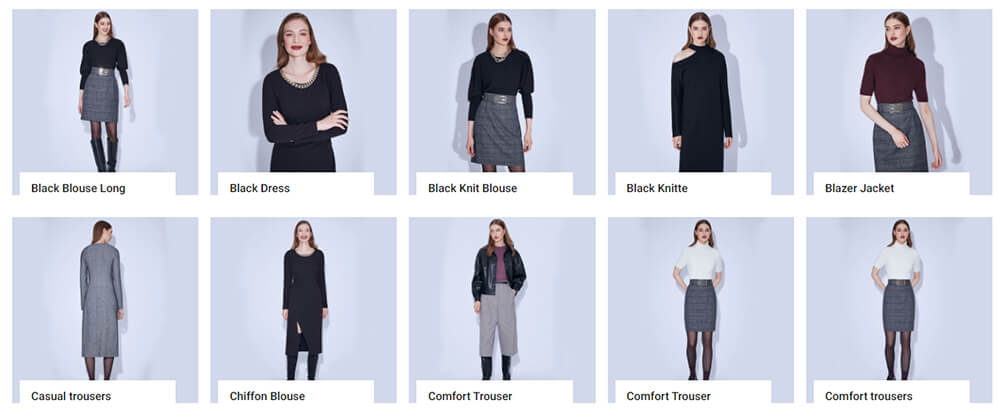 Black Blouse Long
Black Dress
Black Knit Blouse
Black Knitte
Blazer Jacket
Casual trousers
Chiffon Blouse
Comfort Trouser
Comfort Trouser
Comfort trousers